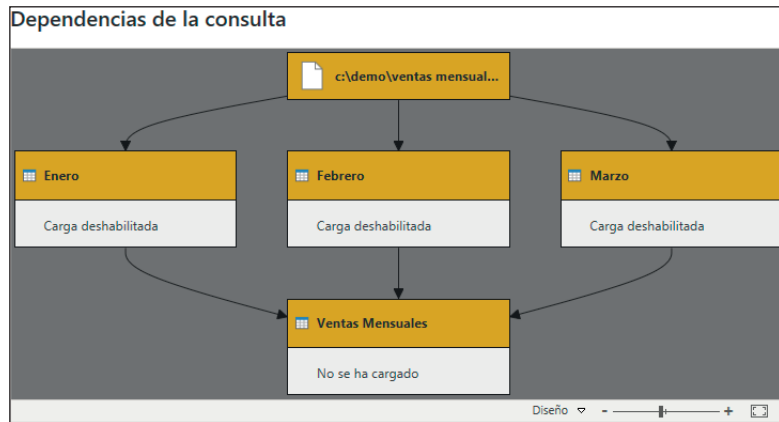 Dependencias de la consulta
c:\demo\ventas mensual...
Enero
Febrero
Marzo
Carga deshabilitada
Carga deshabilitada
Carga deshabilitada
Ventas Mensuales
No se ha cargado
Diseño
- +